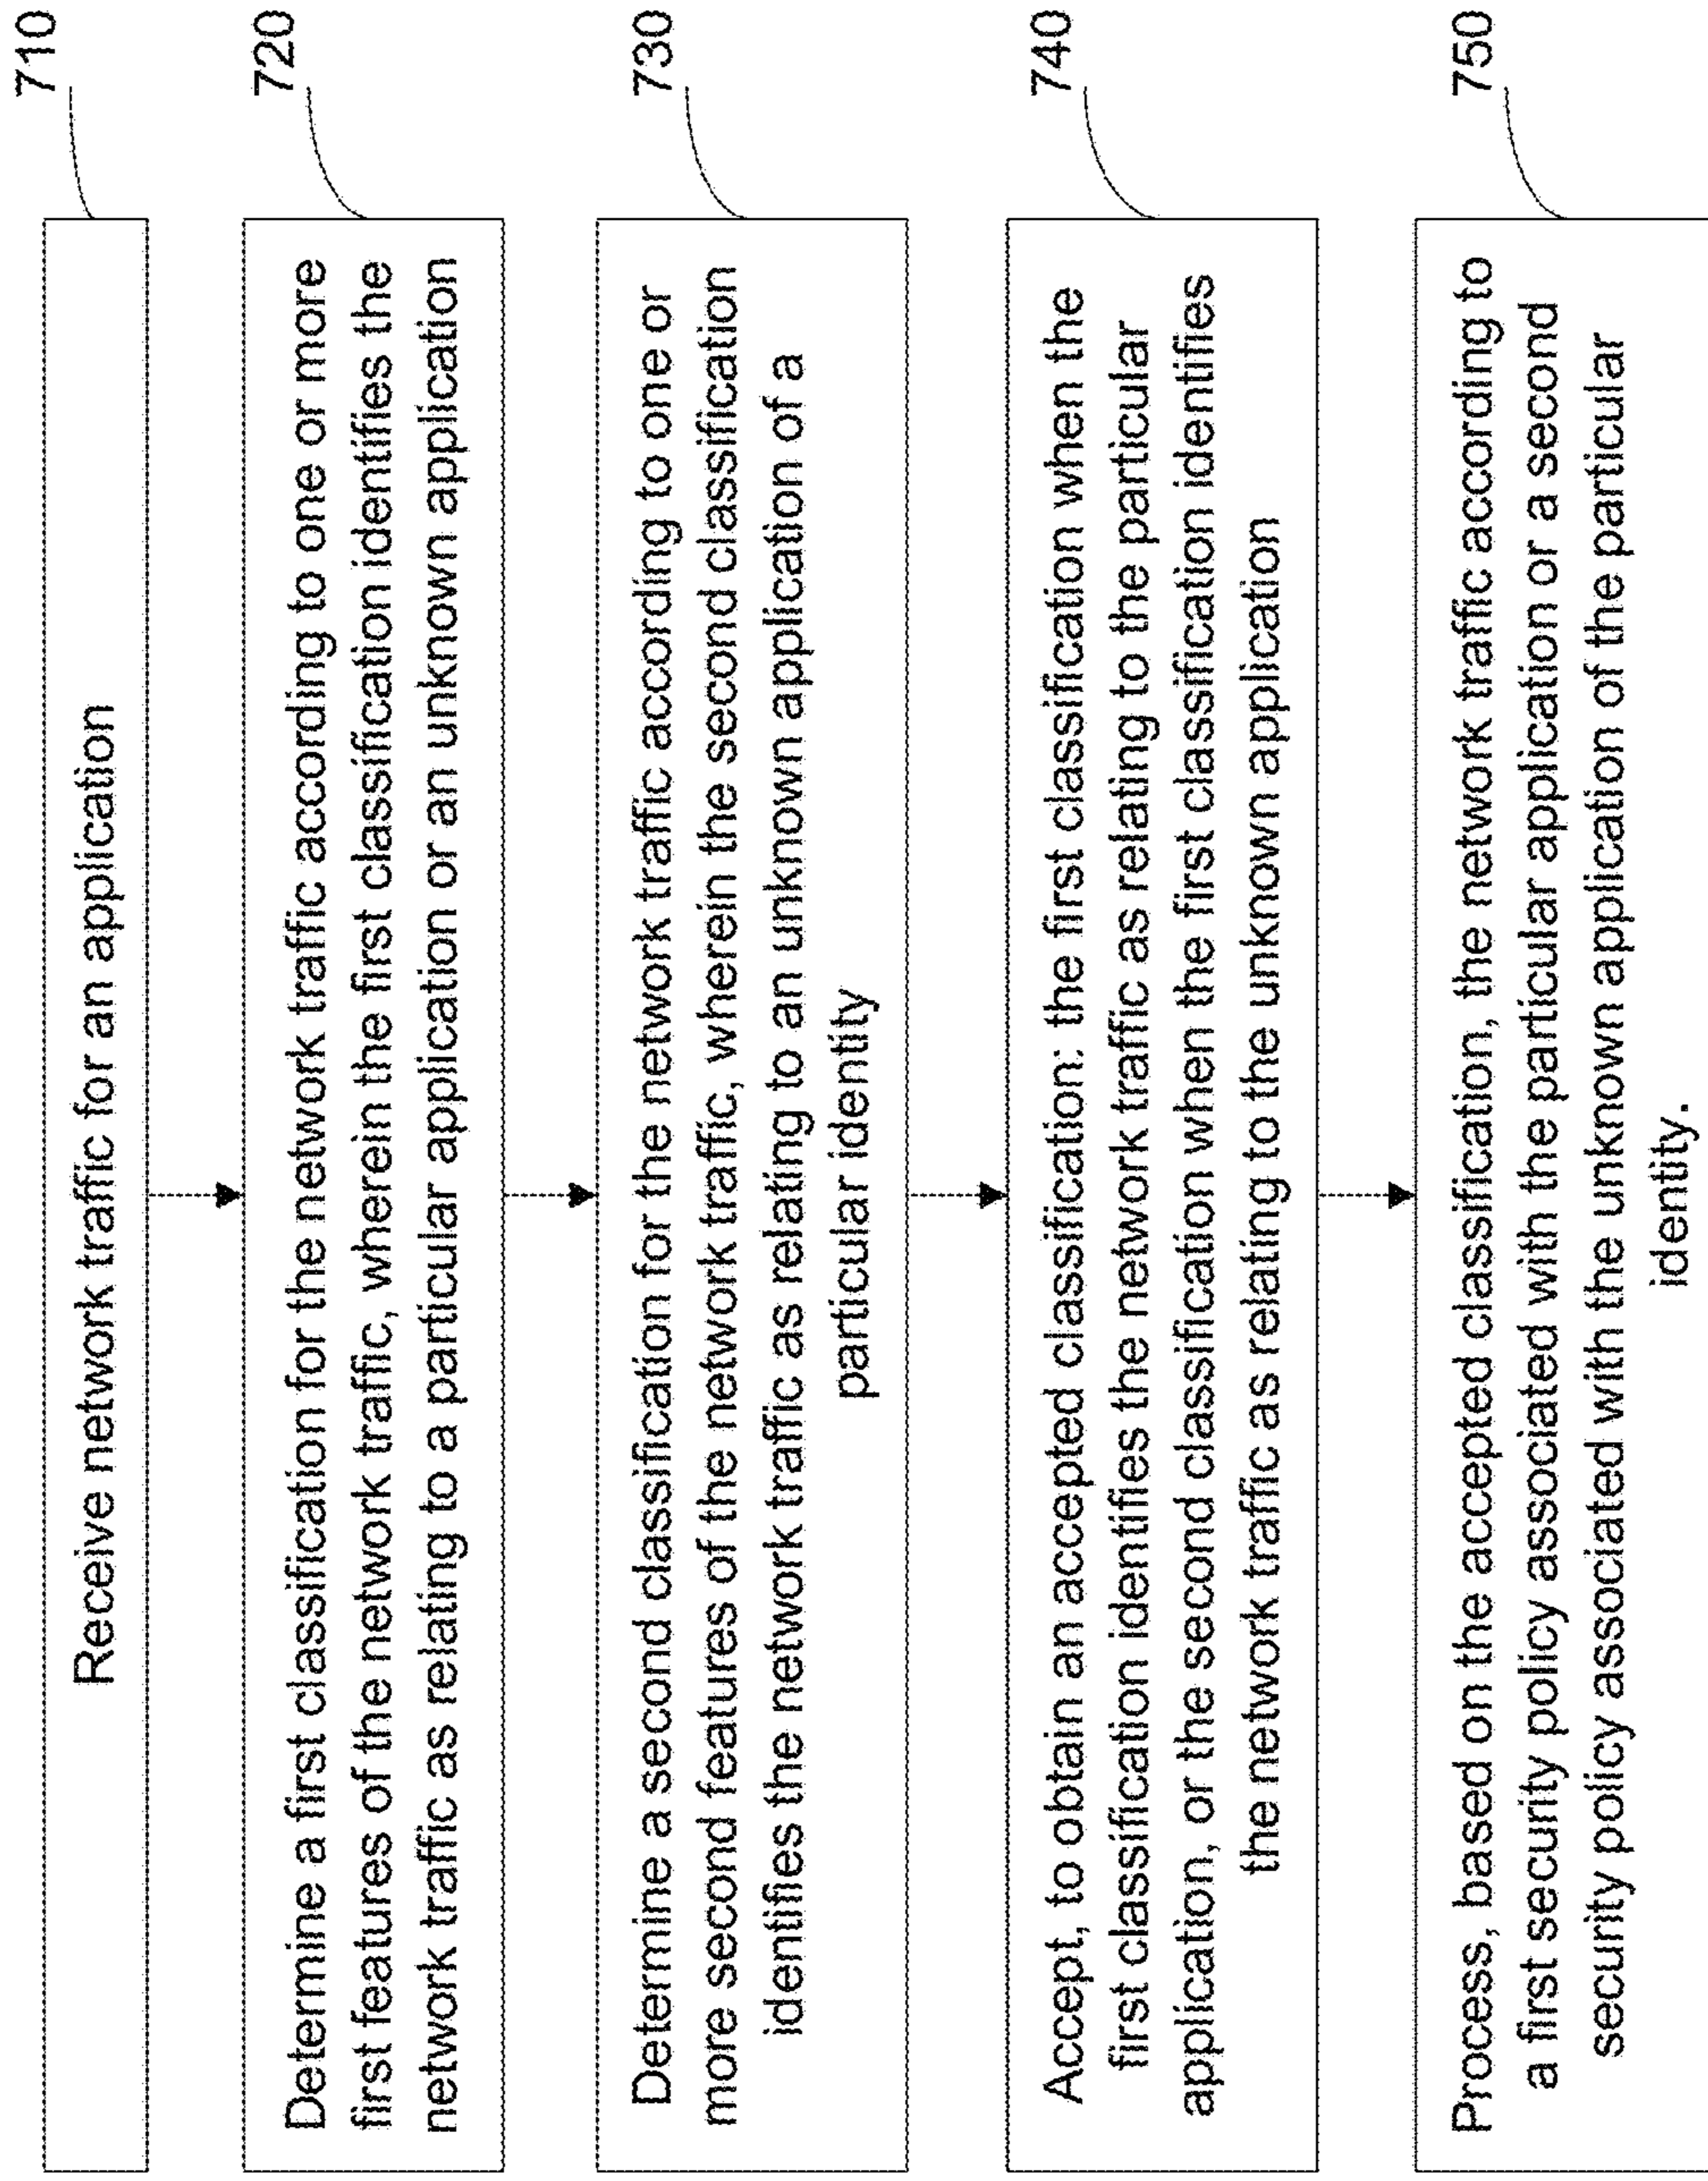 710
Receive network traffic for an application
720
Determine a first classification for the network traffic according to one or more
first features of the network traffic, wherein the first classification identifies the
network traffic as relating to a particular application or an unknown application
730
Determine a second classification for the network traffic according to one or
more second features of the network traffic, wherein the second classification
identifies the network traffic as relating to an unknown application of a
particular identity
740
Accept, to obtain an accepted classification: the first classification when the
first classification identifies the network traffic as relating to the particular
application, or the second classification when the first classification identifies
the network traffic as relating to the unknown application
750
Process, based on the accepted classification, the network traffic according to
a first security policy associated with the particular application or a second
security policy associated with the unknown application of the particular
identity.